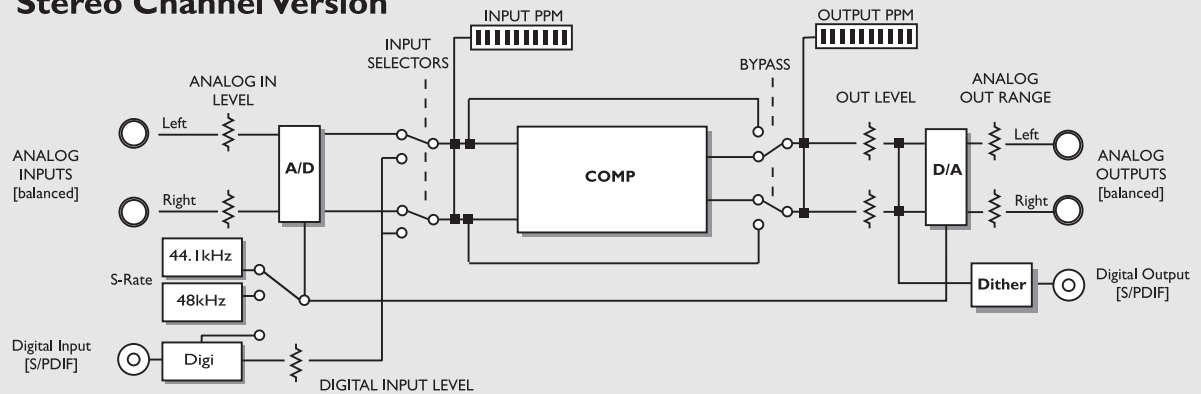 Stereo Channel Version
INPUT PPM
OUTPUT PPM
INPUT
SELECTORS
BYPASS
ANALOG IN
LEVEL
OUT LEVEL
ANALOG
OUT RANGE
Left
Left
ANALOG
INPUTS
[balanced]
A/D
COMP
D/A
ANALOG
OUTPUTS
[balanced]
Right
Right
44.1kHz
S-Rate
48kHz
Dither
Digital Output
[S/PDIF]
Digital Input
[S/PDIF]
Digi
DIGITAL INPUT LEVEL